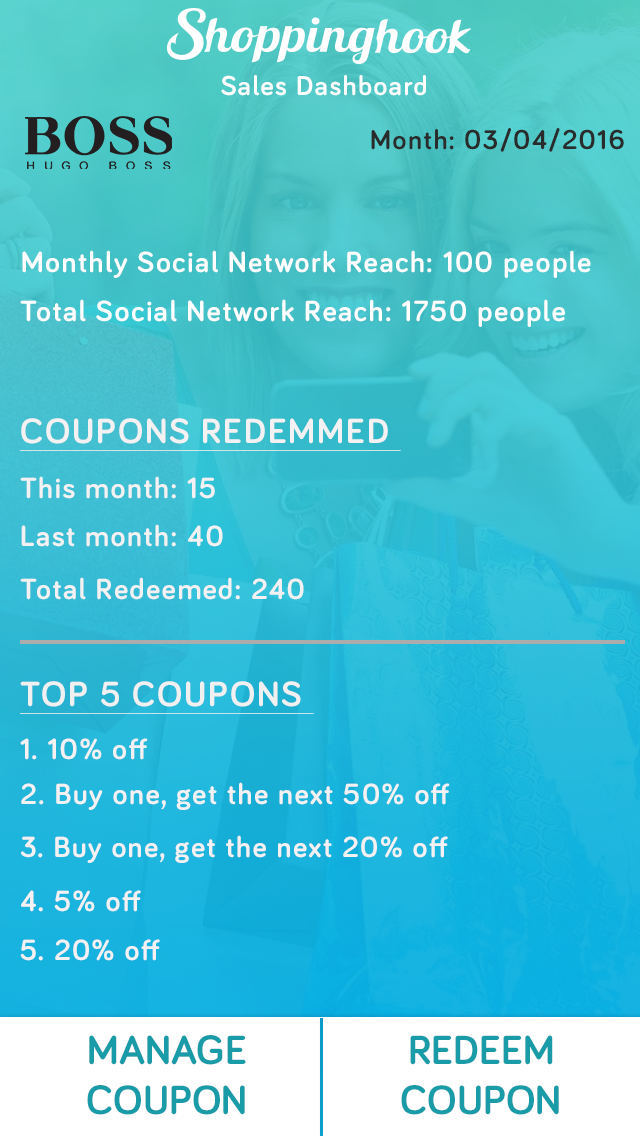 Shoppinghook
Sales Dashboard
BOSS
HUGO BOSS
Month: 03/04/2016
Monthly Social Network Reach: 100 people
Total Social Network Reach: 1750 people
COUPONS REDEMMED
This month: 15
Last month: 40
Total Redeemed: 240
TOP 5 COUPONS
1. 10% off
2. Buy one, get the next 50% off
3. Buy one, get the next 20% off
4. 5% off
5. 20% off
MANAGE
COUPON
REDEEM
COUPON